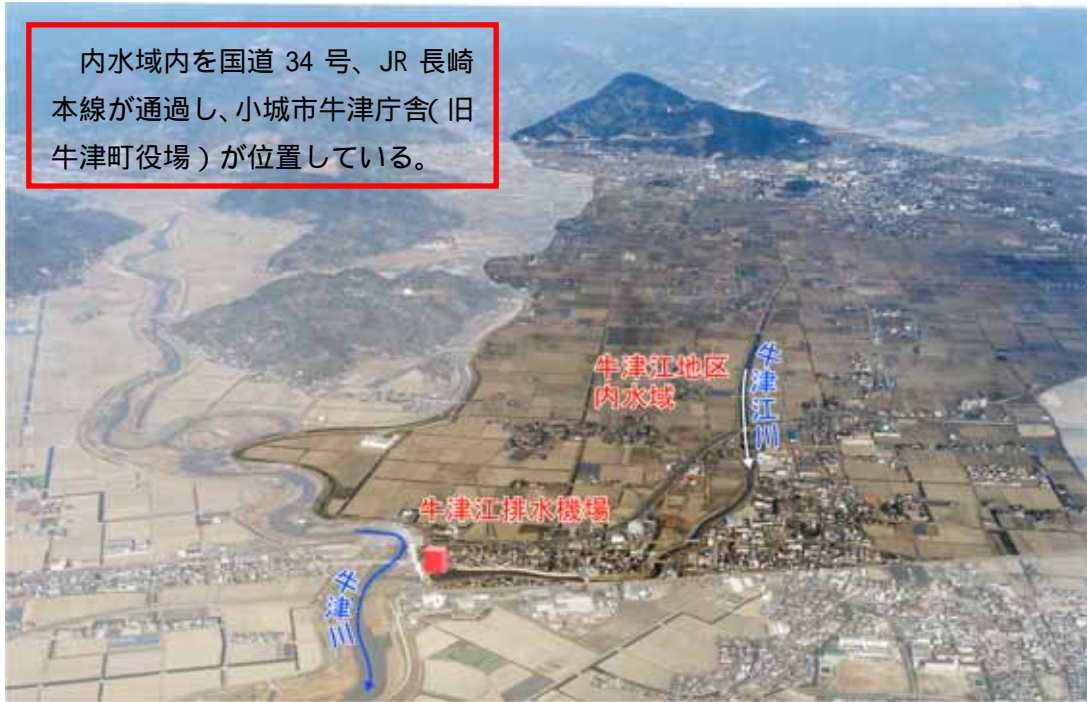 内水域内を国道 34 号、JR 長崎
本線が通過し、小城市牛津庁舎(旧
牛津町役場)が位置している。
牛津江地区
内水域
牛津江川
牛津江排水機場
牛津川